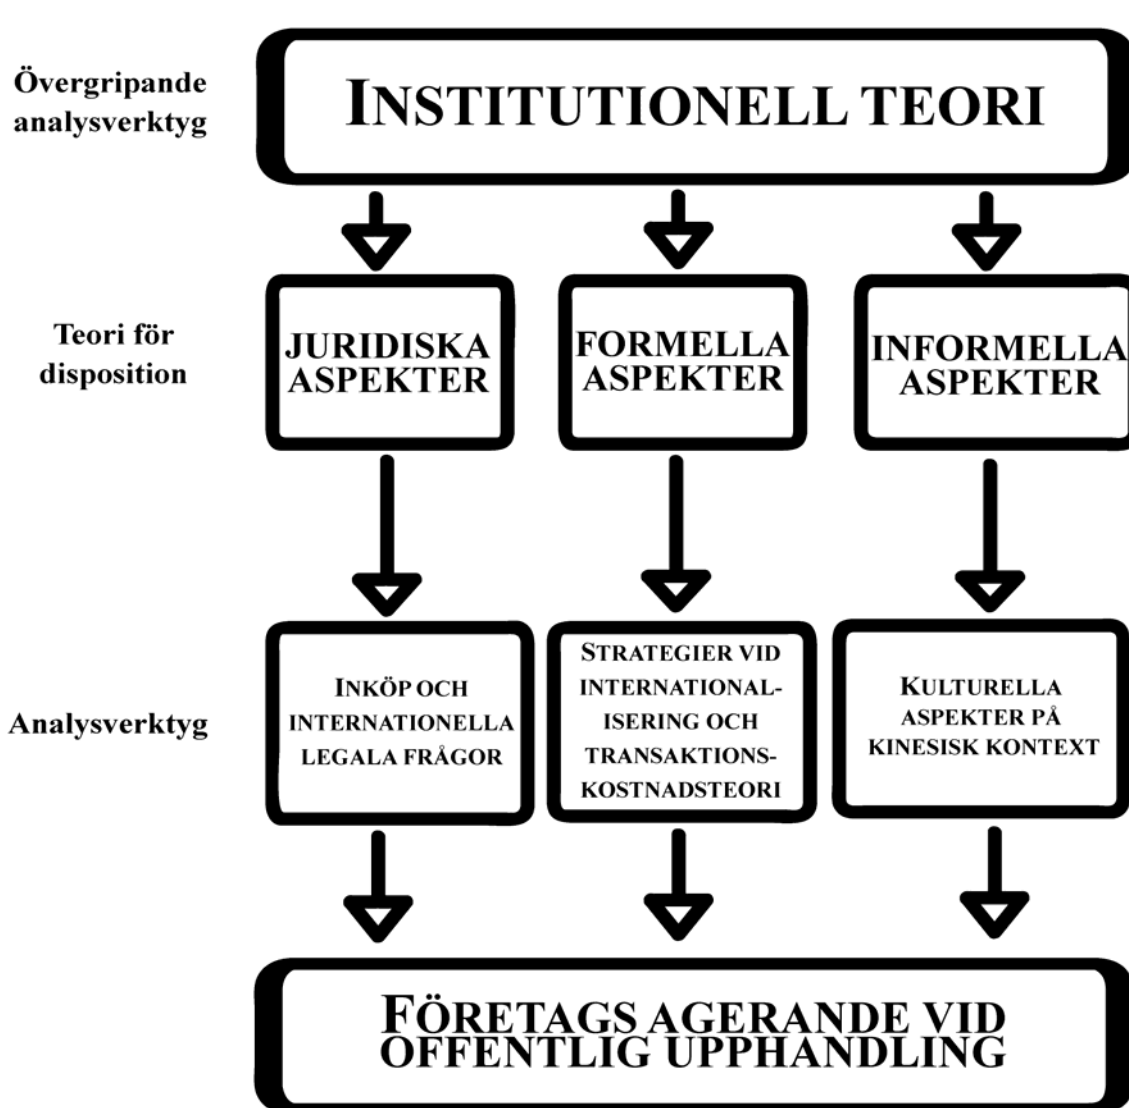 Övergripande
analysverktyg
INSTITUTIONELL TEORI
Teori för
disposition
JURIDISKA
ASPEKTER
FORMELLA
ASPEKTER
INFORMELLA
ASPEKTER
Analysverktyg
INKÖP OCH
INTERNATIONELLA
LEGALA FRÅGOR
STRATEGIER VID
INTERNATIONAL-
ISERING OCH
TRANSAKTIONS-
KOSTNADSTEORI
KULTURELLA
ASPEKTER PÅ
KINESISK KONTEXT
FÖRETAGS AGERANDE VID
OFFENTLIG UPPHANDLING